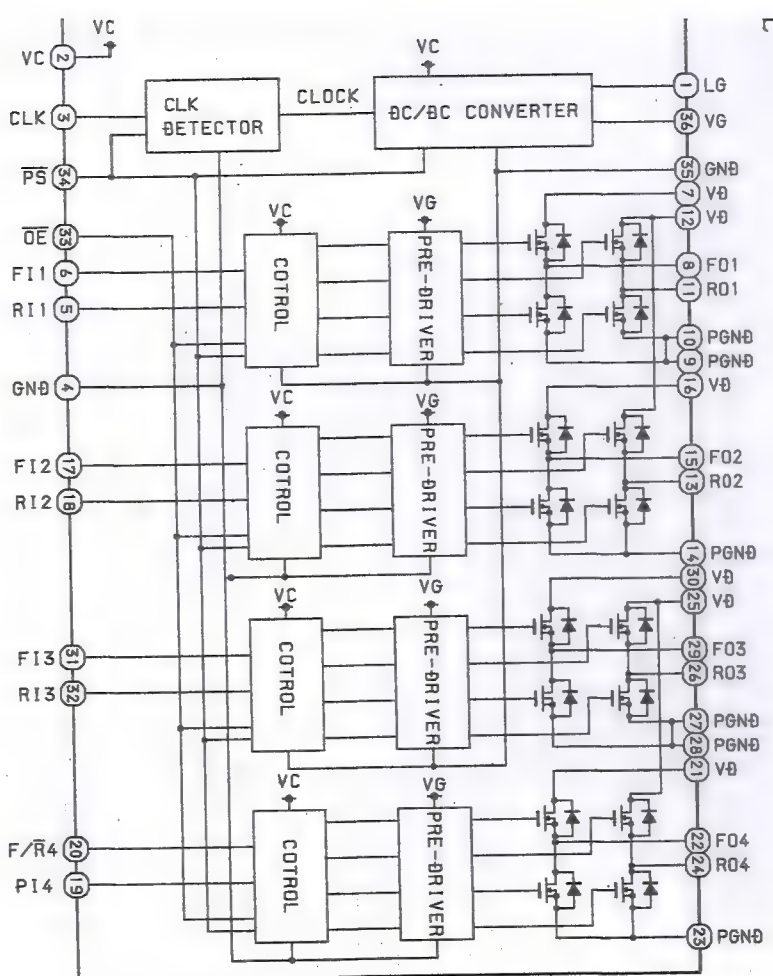 VC
VC 2
VC
CLK 3
CLK DETECTOR
CLOCK
DC/DC CONVERTER
1 LG
36 VG
P̅S̅ 34
35 GND
7 VD
12 VD
O̅E̅ 33
VC
VG
FI1 6
RI1 5
COTROL
PRE-DRIVER
8 FO1
11 RO1
10 PGND
9 PGND
GND 4
16 VD
VC
VG
FI2 17
RI2 18
COTROL
PRE-DRIVER
15 FO2
13 RO2
14 PGND
30 VD
25 VD
VC
VG
FI3 31
RI3 32
COTROL
PRE-DRIVER
29 FO3
26 RO3
27 PGND
28 PGND
21 VD
VC
VG
F/R̅4 20
PI4 19
COTROL
PRE-DRIVER
22 FO4
24 RO4
23 PGND